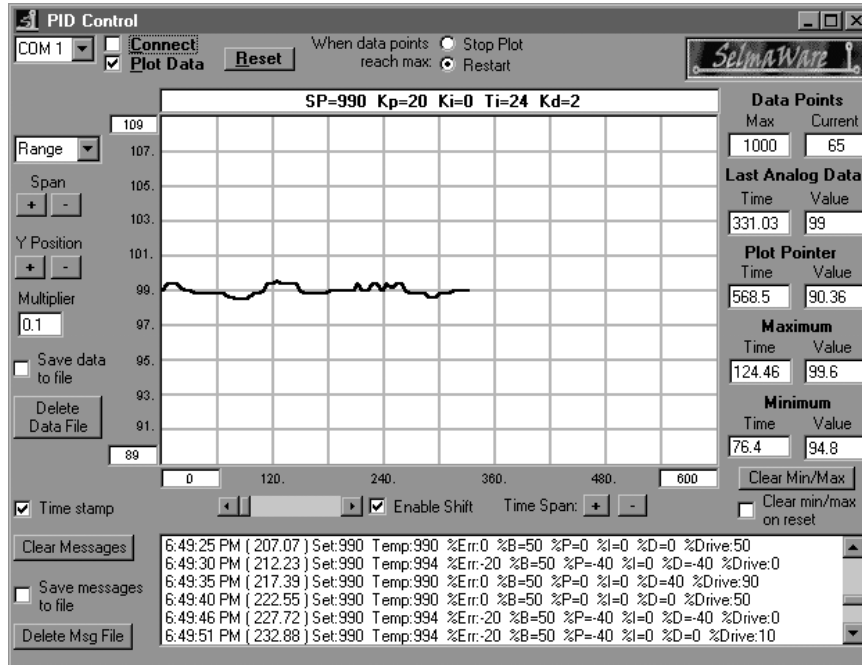 PID Control
COM 1
Connect
Plot Data
Reset
When data points
reach max:
Stop Plot
Restart
SelmaWare
SP=990 Kp=20 Ki=0 Ti=24 Kd=2
Data Points
Max Current
1000 65
Last Analog Data
Time Value
331.03 99
Plot Pointer
Time Value
568.5 90.36
Maximum
Time Value
124.46 99.6
Minimum
Time Value
76.4 94.8
Clear Min/Max
Clear min/max
on reset
Range
Span
+ -
Y Position
+ -
Multiplier
0.1
Save data
to file
Delete
Data File
109
107.
105.
103.
101.
99.
97.
95.
93.
91.
89
0 120. 240. 360. 480. 600
Time stamp
Enable Shift
Time Span: + -
Clear Messages
Save messages
to file
Delete Msg File
6:49:25 PM ( 207.07 ) Set:990 Temp:990 %Err:0 %B=50 %P=0 %I=0 %D=0 %Drive:50
6:49:30 PM ( 212.23 ) Set:990 Temp:994 %Err:-20 %B=50 %P=-40 %I=0 %D=-40 %Drive:0
6:49:35 PM ( 217.39 ) Set:990 Temp:990 %Err:0 %B=50 %P=0 %I=0 %D=40 %Drive:90
6:49:40 PM ( 222.55 ) Set:990 Temp:990 %Err:0 %B=50 %P=0 %I=0 %D=0 %Drive:50
6:49:46 PM ( 227.72 ) Set:990 Temp:994 %Err:-20 %B=50 %P=-40 %I=0 %D=-40 %Drive:0
6:49:51 PM ( 232.88 ) Set:990 Temp:994 %Err:-20 %B=50 %P=-40 %I=0 %D=0 %Drive:10